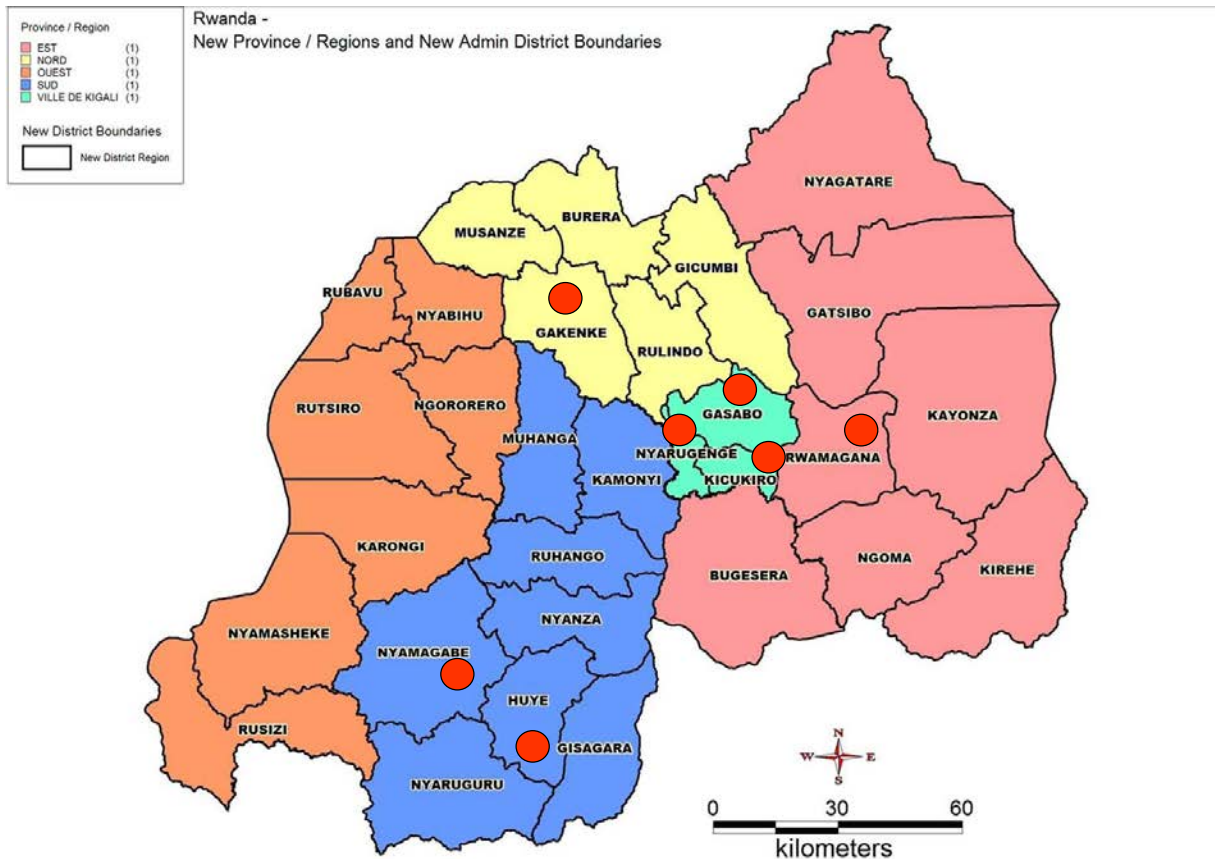 Province / Region
EST (1)
NORD (1)
OUEST (1)
SUD (1)
VILLE DE KIGALI (1)
New District Boundaries
New District Region
Rwanda -
New Province / Regions and New Admin District Boundaries
NYAGATARE
BURERA
MUSANZE
GICUMBI
RUBAVU
NYABIHU
GATSIBO
GAKENKE
RULINDO
RUTSIRO
NGORORERO
GASABO
KAYONZA
MUHANGA
NYARUGENGE
RWAMAGANA
KAMONYI
KICUKIRO
KARONGI
RUHANGO
NGOMA
KIREHE
BUGESERA
NYANZA
NYAMASHEKE
NYAMAGABE
HUYE
RUSIZI
GISAGARA
NYARUGURU
N
W E
S
0 30 60
kilometers